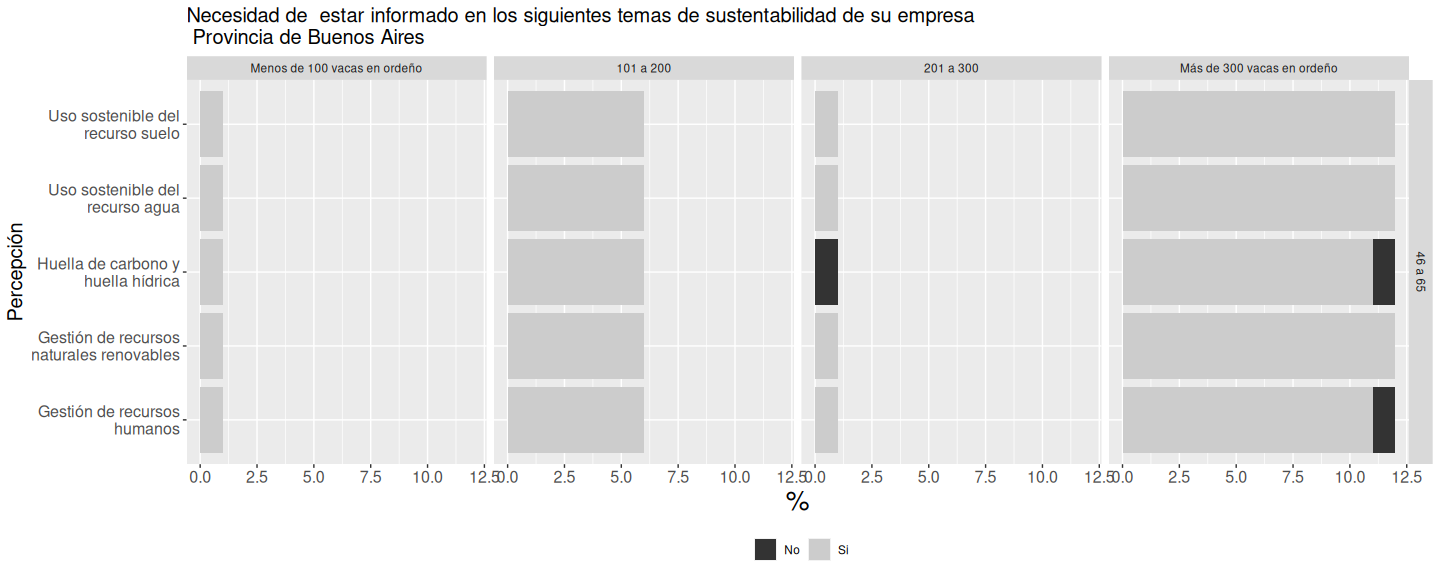 Necesidad de  estar informado en los siguientes temas de sustentabilidad de su empresa
Provincia de Buenos Aires
Menos de 100 vacas en ordeño
101 a 200
201 a 300
Más de 300 vacas en ordeño
Percepción
Uso sostenible del
recurso suelo
Uso sostenible del
recurso agua
Huella de carbono y
huella hídrica
Gestión de recursos
naturales renovables
Gestión de recursos
humanos
46 a 65
0.0 2.5 5.0 7.5 10.0 12.5
0.0 2.5 5.0 7.5 10.0 12.5
0.0 2.5 5.0 7.5 10.0 12.5
0.0 2.5 5.0 7.5 10.0 12.5
%
No Si